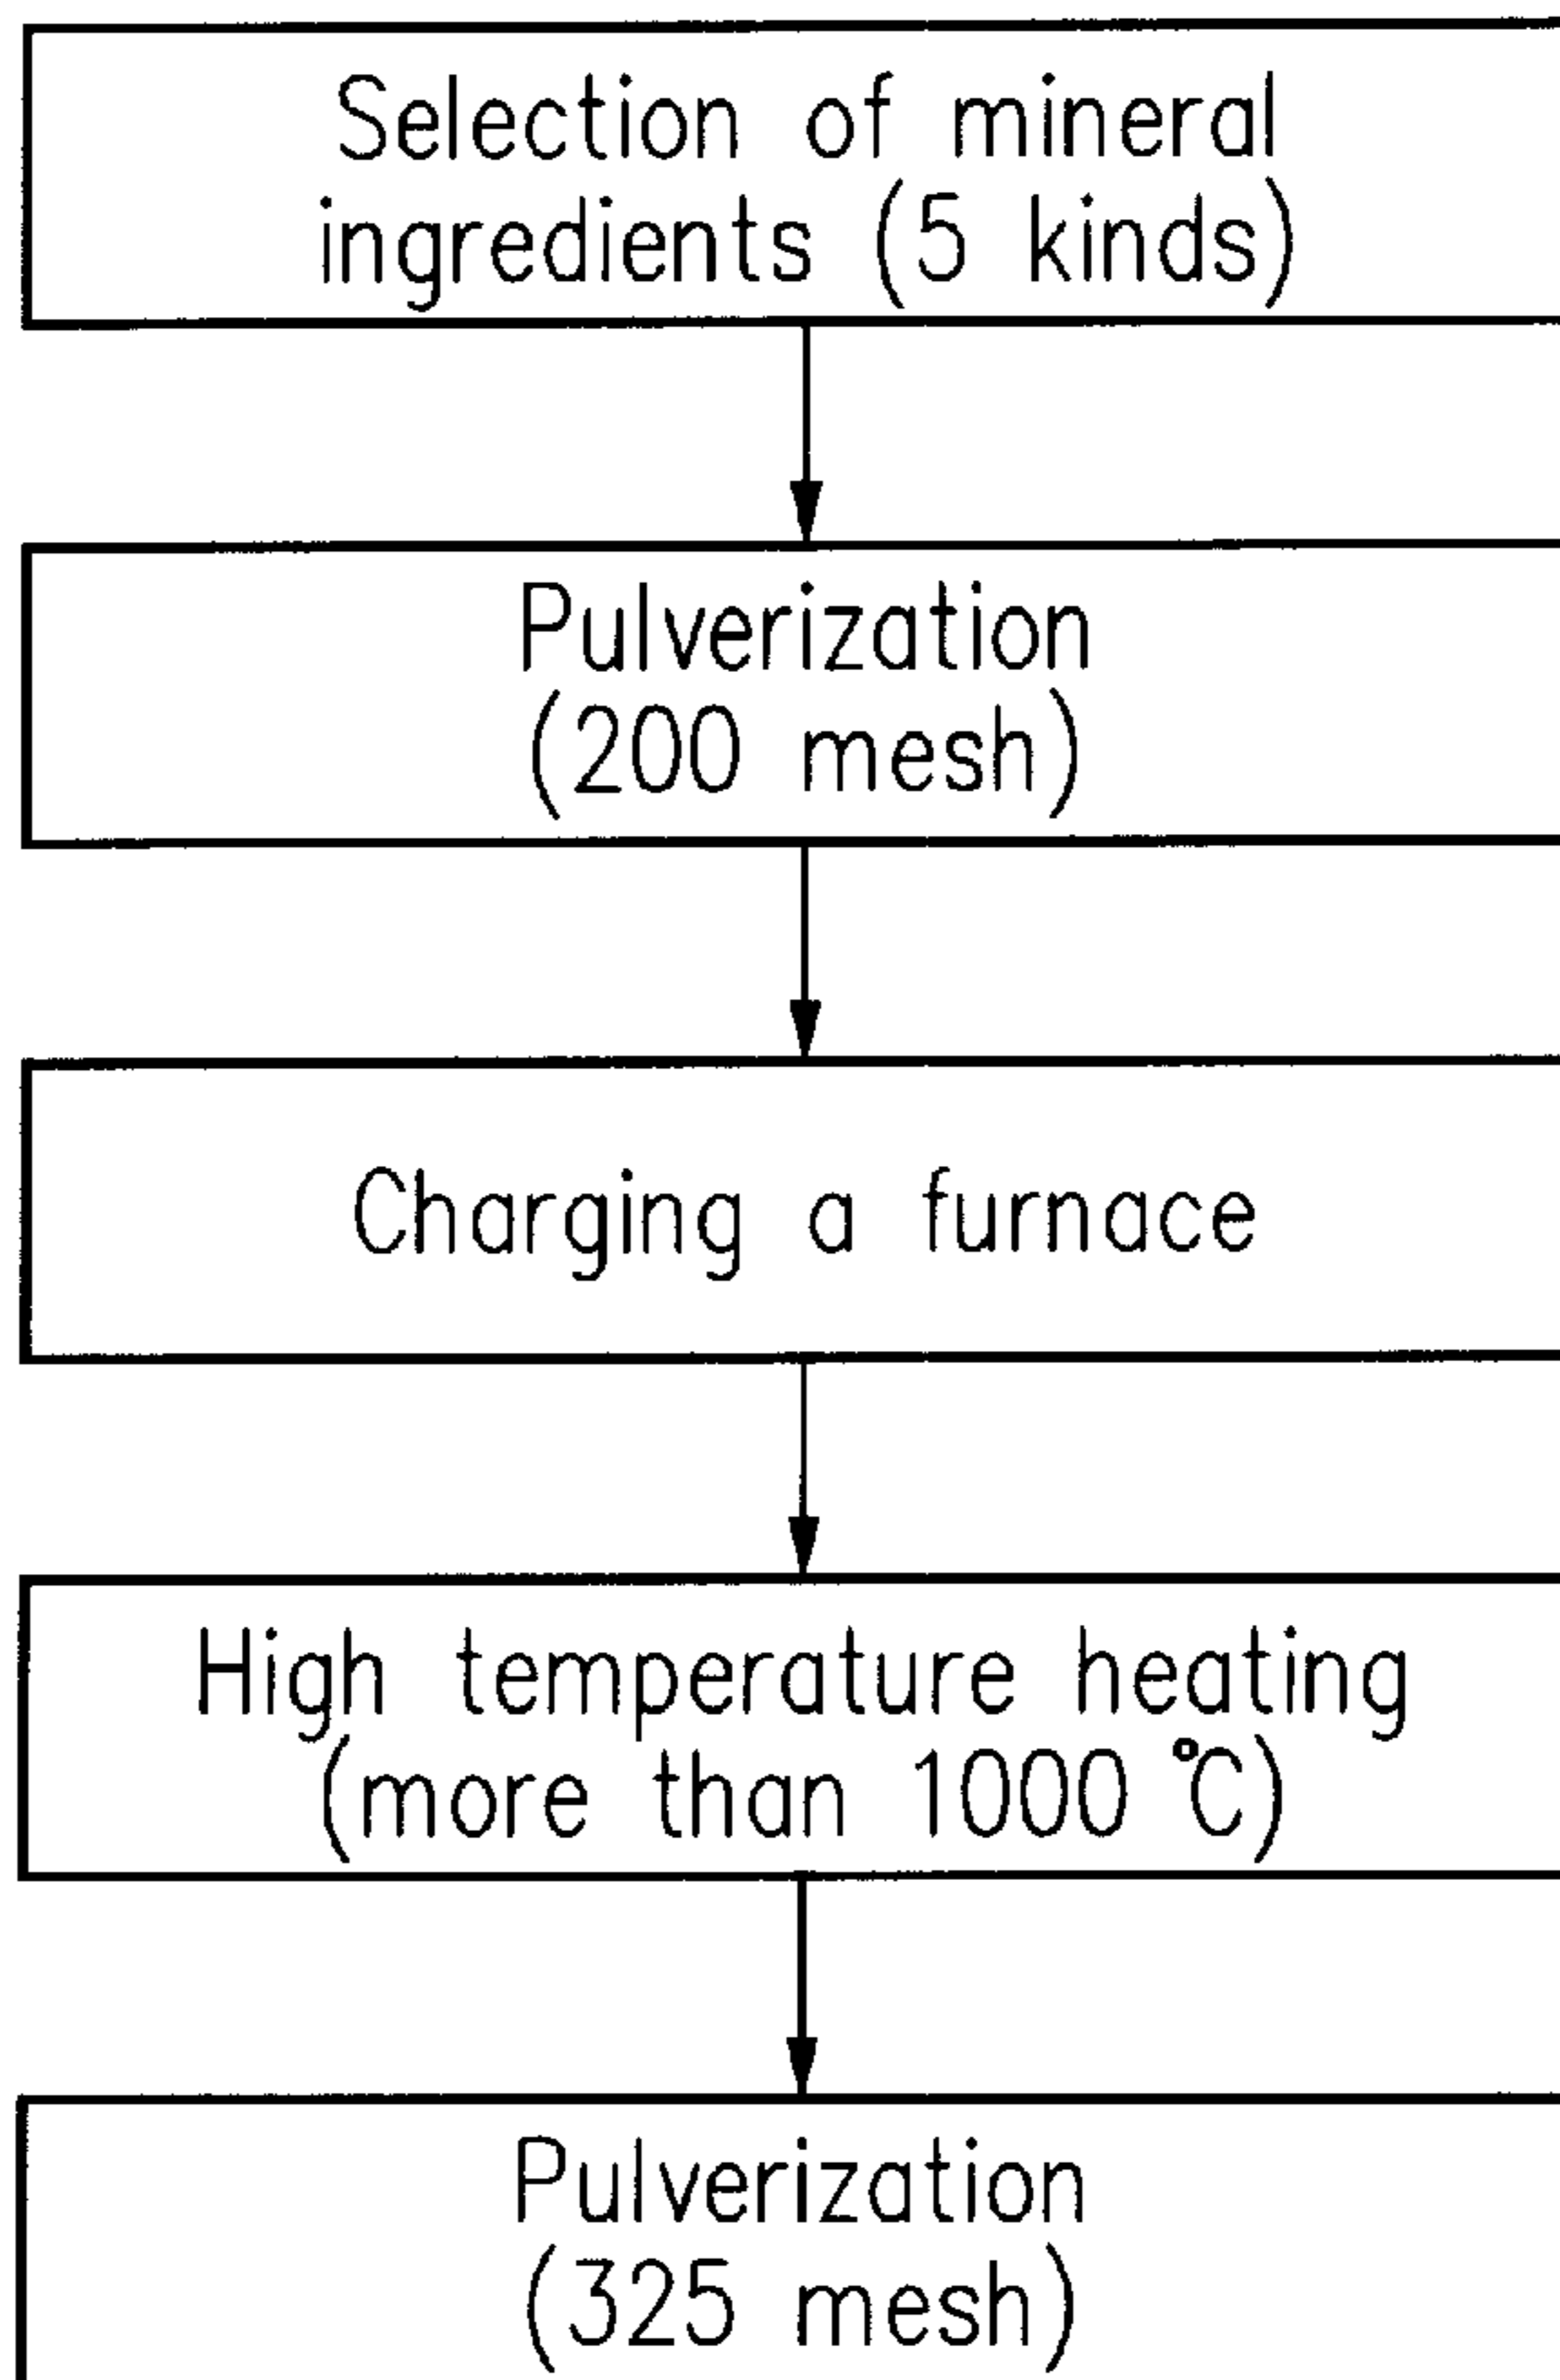 Selection of mineral
ingredients (5 kinds)
Pulverization
(200 mesh)
Charging a furnace
High temperature heating
(more than 1000 ℃)
Pulverization
(325 mesh)